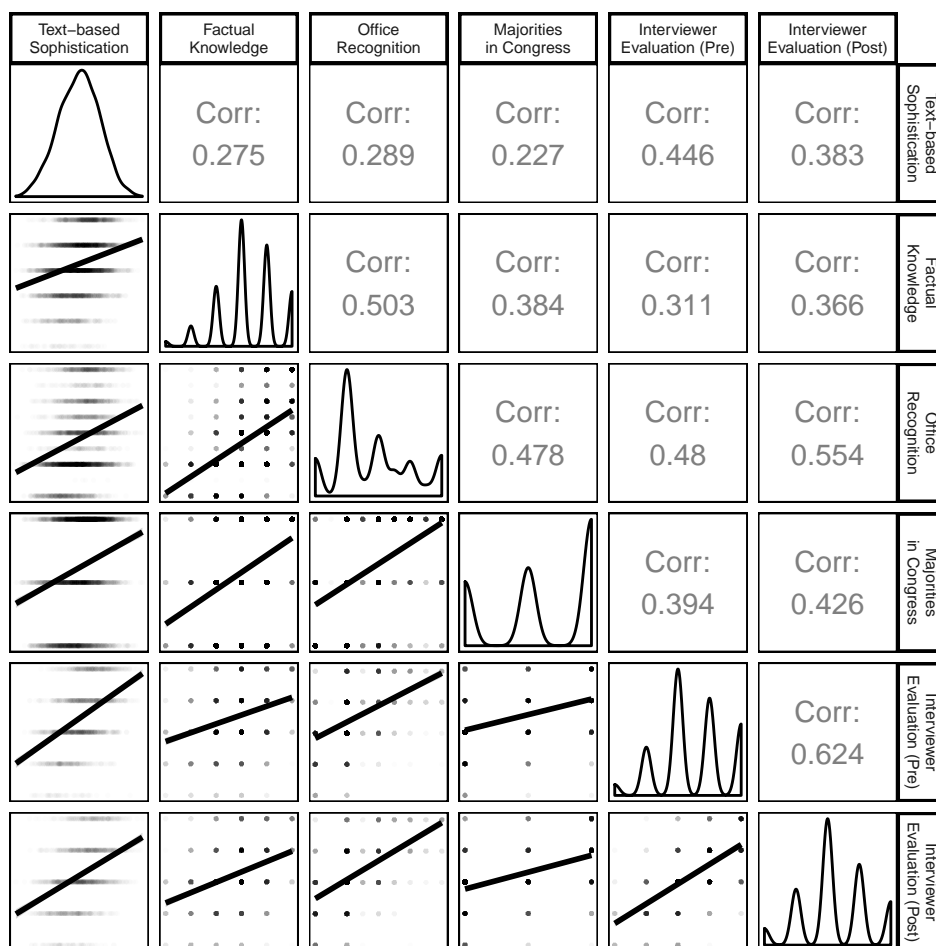 Text−based
Sophistication
Factual
Knowledge
Office
Recognition
Majorities
in Congress
Interviewer
Evaluation (Pre)
Interviewer
Evaluation (Post)
Corr:
0.275
Corr:
0.289
Corr:
0.227
Corr:
0.446
Corr:
0.383
Text−based
Sophistication
Corr:
0.503
Corr:
0.384
Corr:
0.311
Corr:
0.366
Factual
Knowledge
Corr:
0.478
Corr:
0.48
Corr:
0.554
Office
Recognition
Corr:
0.394
Corr:
0.426
Majorities
in Congress
Corr:
0.624
Interviewer
Evaluation (Pre)
Interviewer
Evaluation (Post)